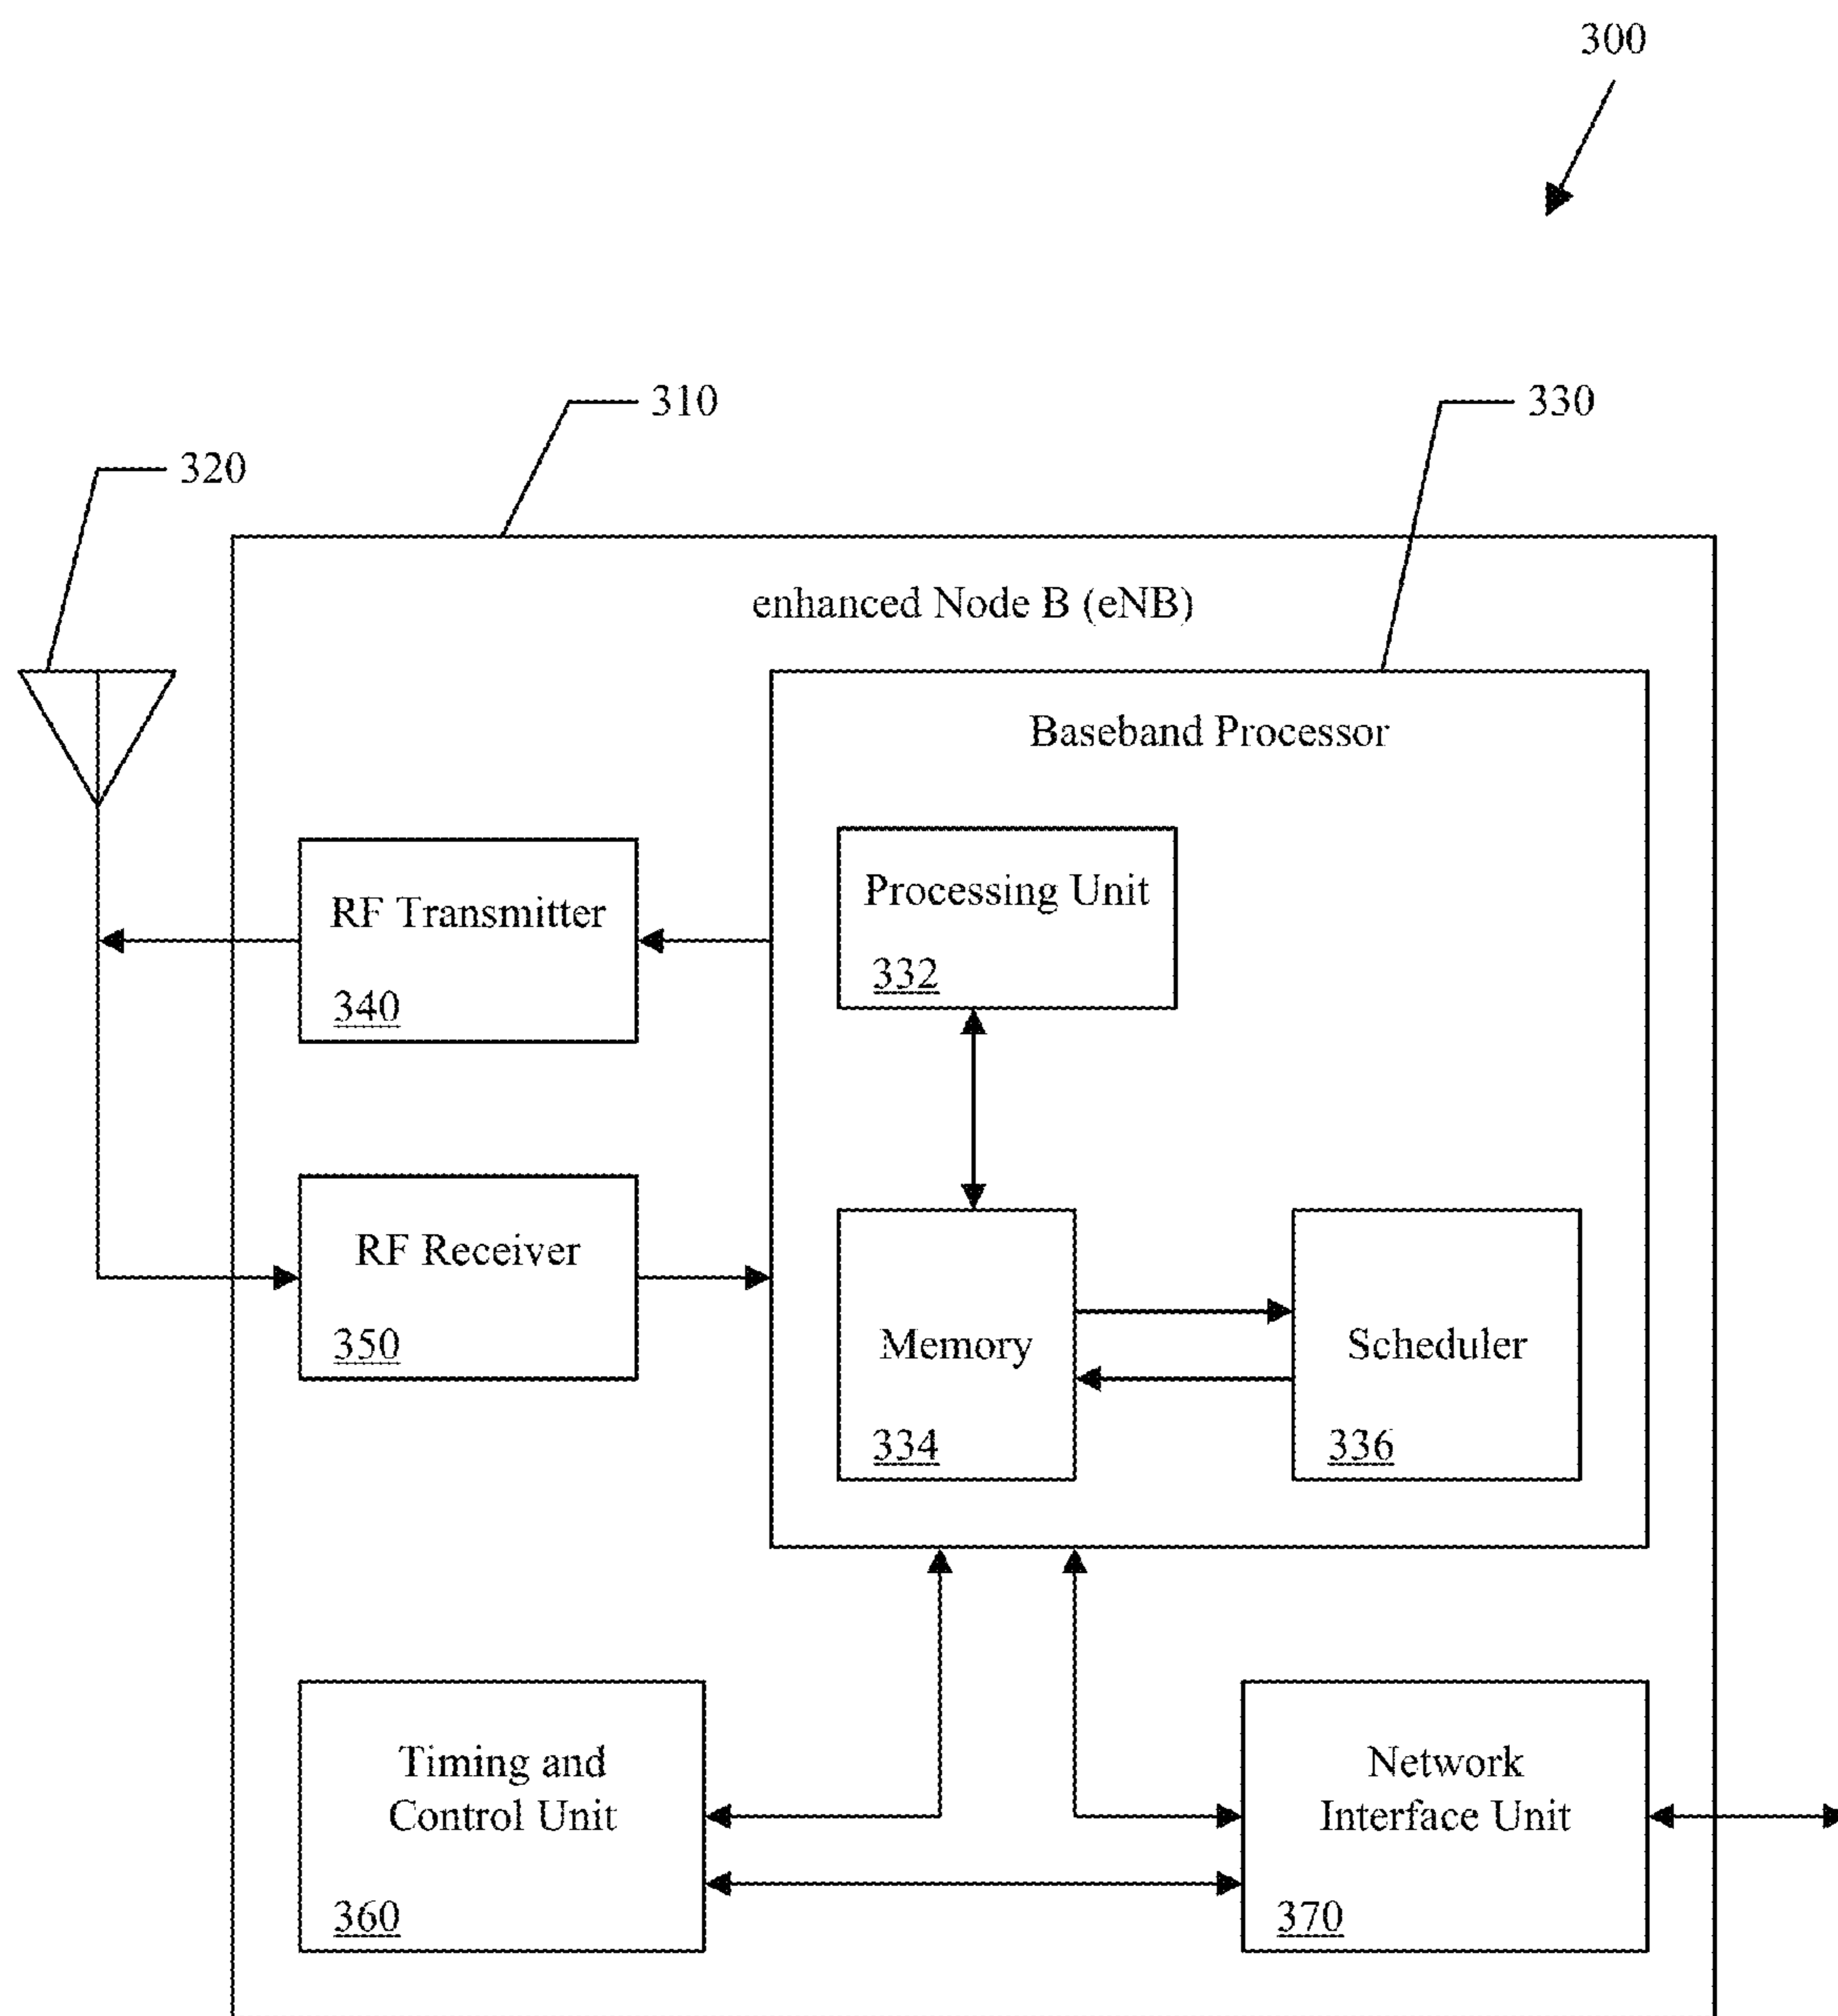 300
310
330
320
enhanced Node B (eNB)
Baseband Processor
Processing Unit
332
RF Transmitter
340
RF Receiver
350
Memory
334
Scheduler
336
Timing and
Control Unit
360
Network
Interface Unit
370